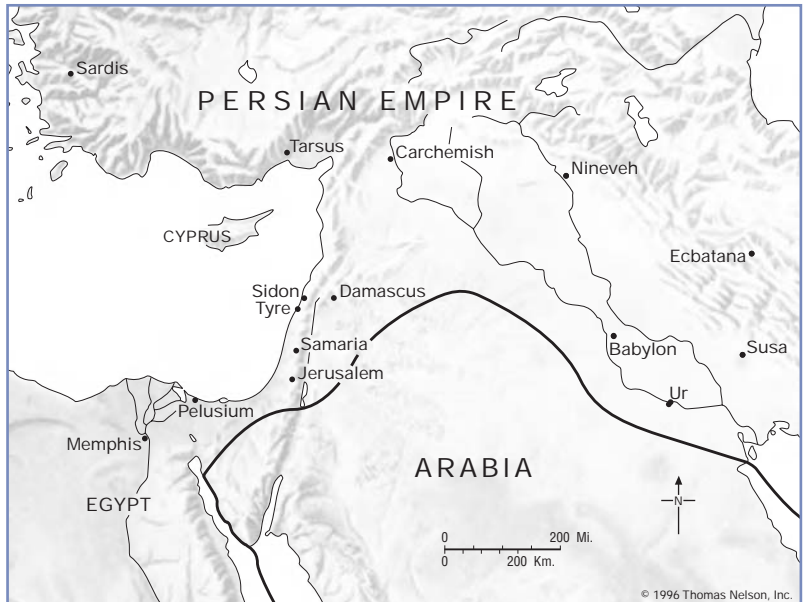 Sardis
PERSIAN EMPIRE
Tarsus
Carchemish
Nineveh
CYPRUS
Ecbatana
Sidon
Damascus
Tyre
Samaria
Babylon
Susa
Jerusalem
Ur
Pelusium
Memphis
ARABIA
EGYPT
N
0 200 Mi.
0 200 Km.
© 1996 Thomas Nelson, Inc.